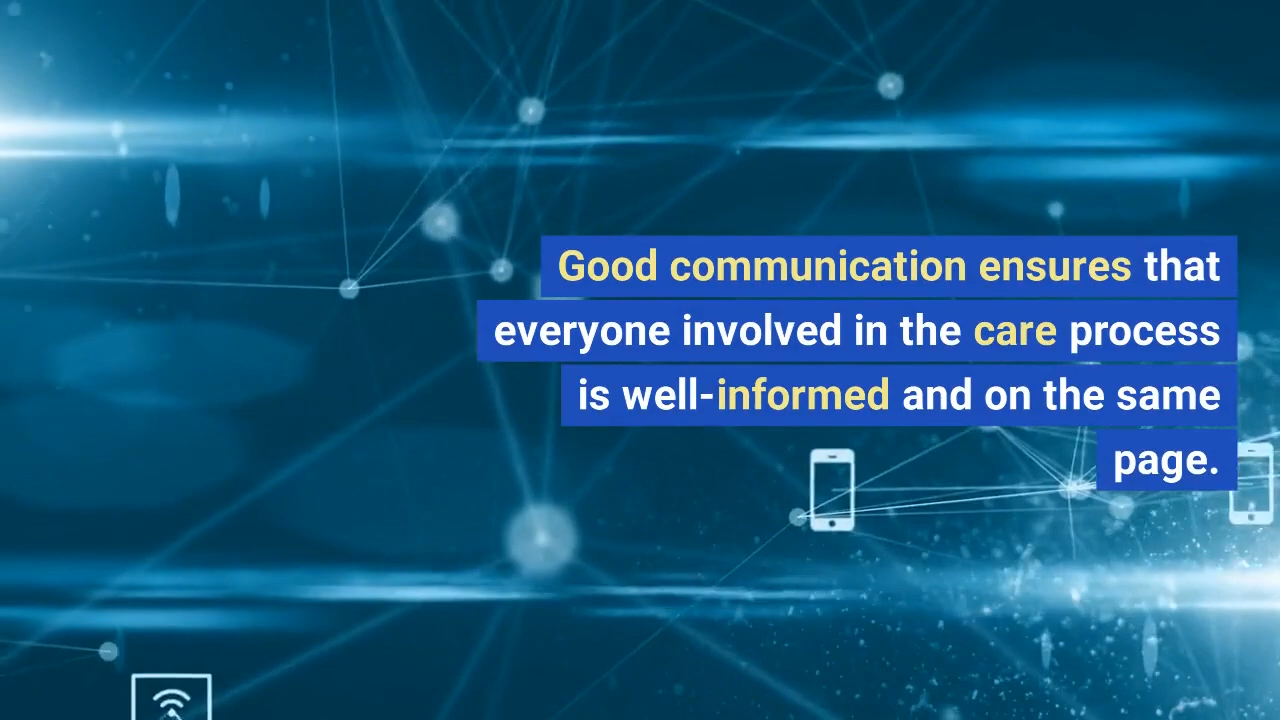 Good communication ensures that
everyone involved in the care process
is well-informed and on the same
page.